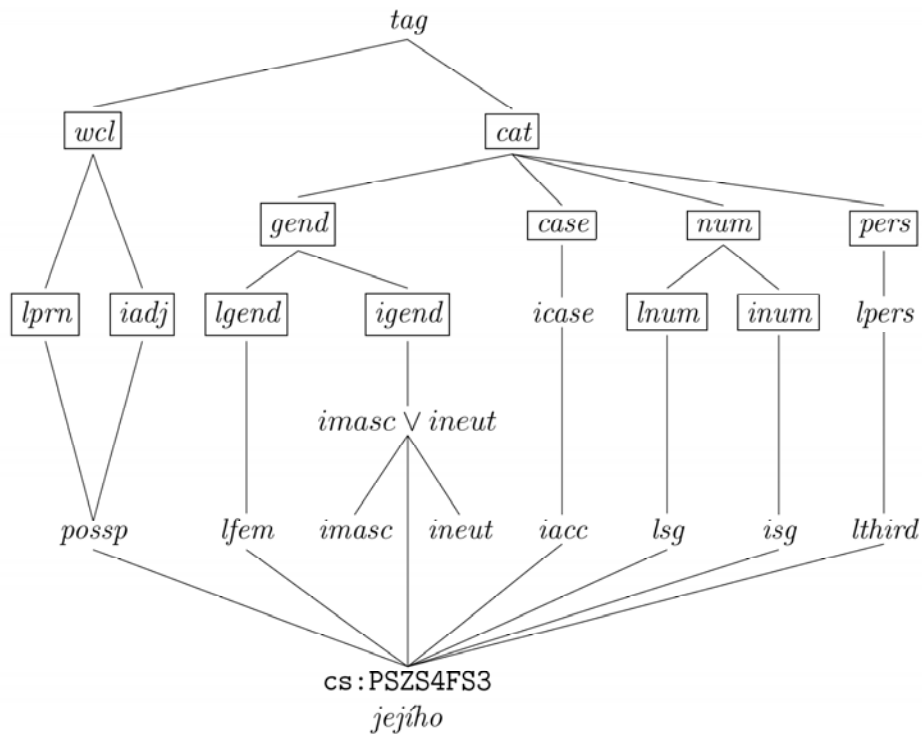 tag
wcl cat
gend case num pers
lprn iadj lgend igend icase lnum inum lpers
imasc ∨ ineut
possp lfem imasc ineut iacc lsg isg lthird
cs:PSZS4FS3
jejího